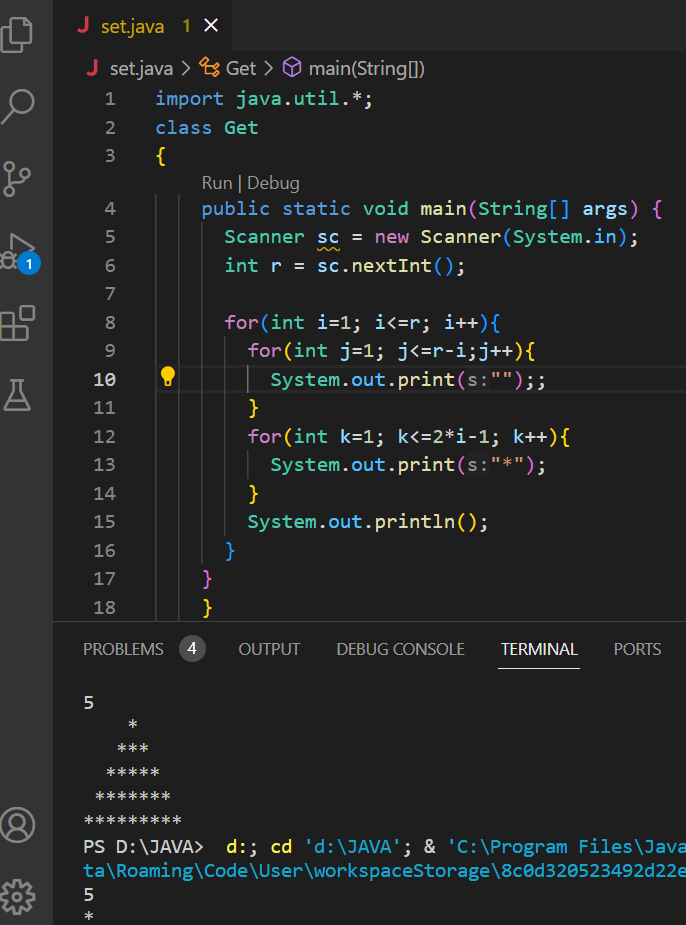 set.java 1
set.java > Get > main(String[])
1 import java.util.*;
2 class Get
3 {
Run | Debug
4 public static void main(String[] args) {
5 Scanner sc = new Scanner(System.in);
6 int r = sc.nextInt();
7
8 for(int i=1; i<=r; i++){
9 for(int j=1; j<=r-i;j++){
10 System.out.print(s:"");;
11 }
12 for(int k=1; k<=2*i-1; k++){
13 System.out.print(s:"*");
14 }
15 System.out.println();
16 }
17 }
18 }
1
PROBLEMS 4 OUTPUT DEBUG CONSOLE TERMINAL PORTS
5
    *
   ***
  *****
 *******
*********
PS D:\JAVA>  d:; cd 'd:\JAVA'; & 'C:\Program Files\Java
ta\Roaming\Code\User\workspaceStorage\8c0d320523492d22e
5
*